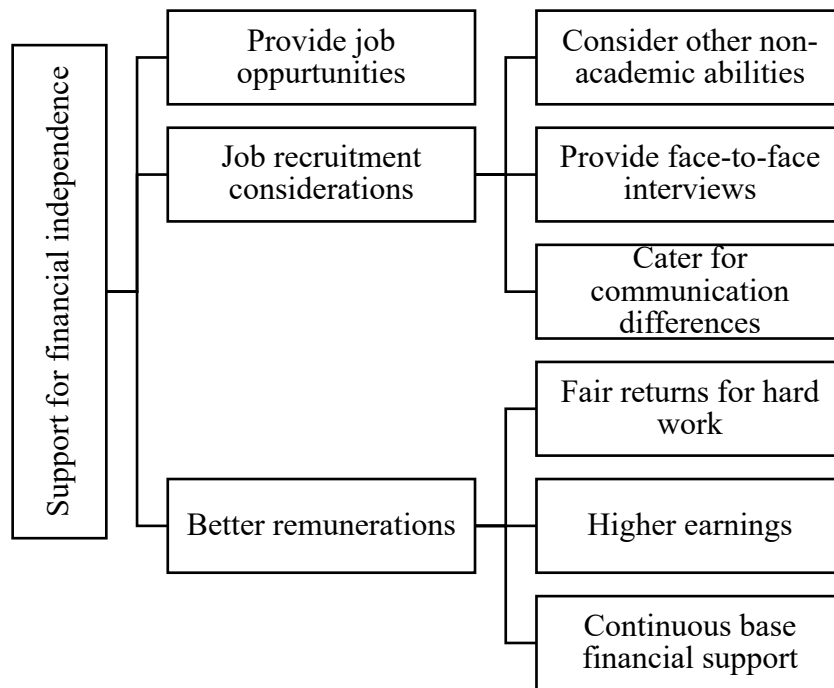 Support for financial independence
Provide job
oppurtunities
Job recruitment
considerations
Consider other non-
academic abilities
Provide face-to-face
interviews
Cater for
communication
differences
Better remunerations
Fair returns for hard
work
Higher earnings
Continuous base
financial support